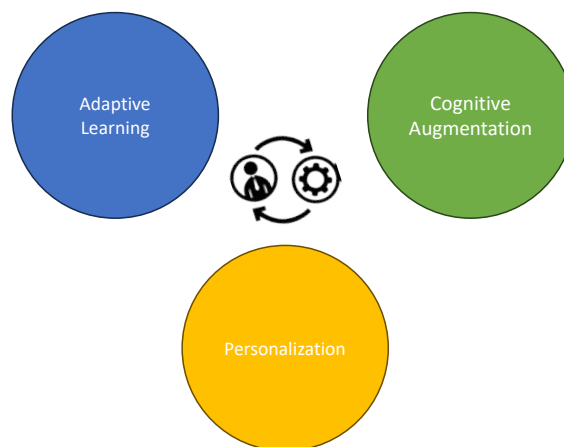 Adaptive
Learning
Cognitive
Augmentation
Personalization